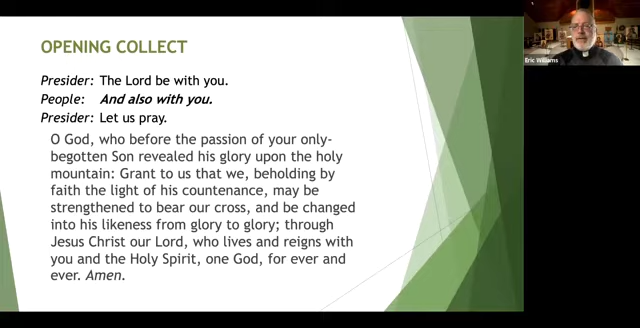 OPENING COLLECT
Presider: The Lord be with you.
People: And also with you.
Presider: Let us pray.
O God, who before the passion of your only-
begotten Son revealed his glory upon the holy
mountain: Grant to us that we, beholding by
faith the light of his countenance, may be
strengthened to bear our cross, and be changed
into his likeness from glory to glory; through
Jesus Christ our Lord, who lives and reigns with
you and the Holy Spirit, one God, for ever and
ever. Amen.
Eric Williams